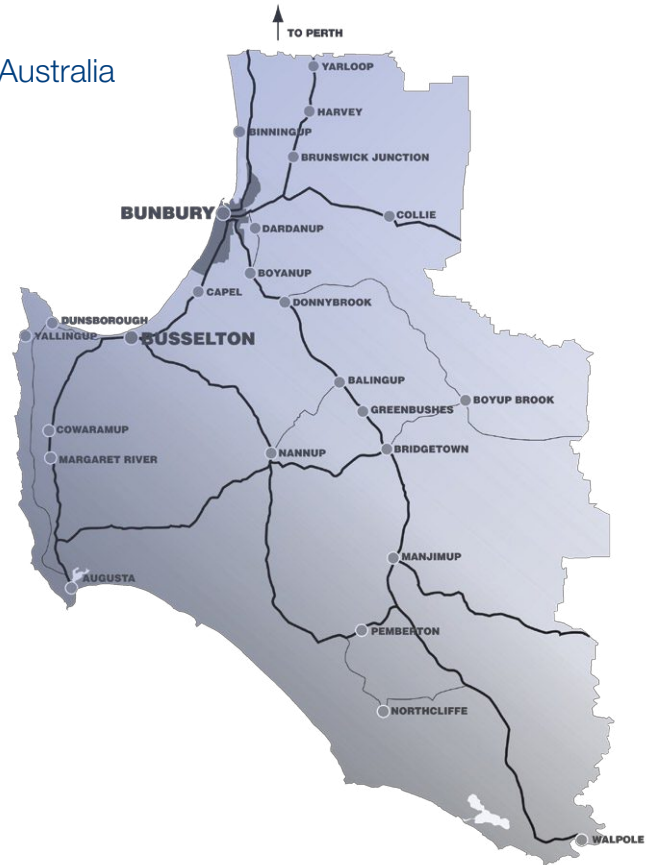 TO PERTH
Australia
YARLOOP
HARVEY
BINNINGUP
BRUNSWICK JUNCTION
BUNBURY
COLLIE
DARDANUP
BOYANUP
CAPEL
DONNYBROOK
DUNSBOROUGH
YALLINGUP
BUSSELTON
BALINGUP
BOYUP BROOK
GREENBUSHES
COWARAMUP
BRIDGETOWN
NANNUP
MARGARET RIVER
MANJIMUP
AUGUSTA
PEMBERTON
NORTHCLIFFE
WALPOLE